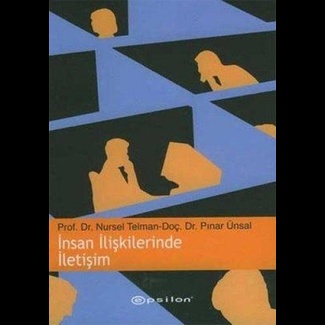 Prof. Dr. Nursel Telman-Doç. Dr. Pınar Ünsal
İnsan İlişkilerinde
İletişim
epsilon